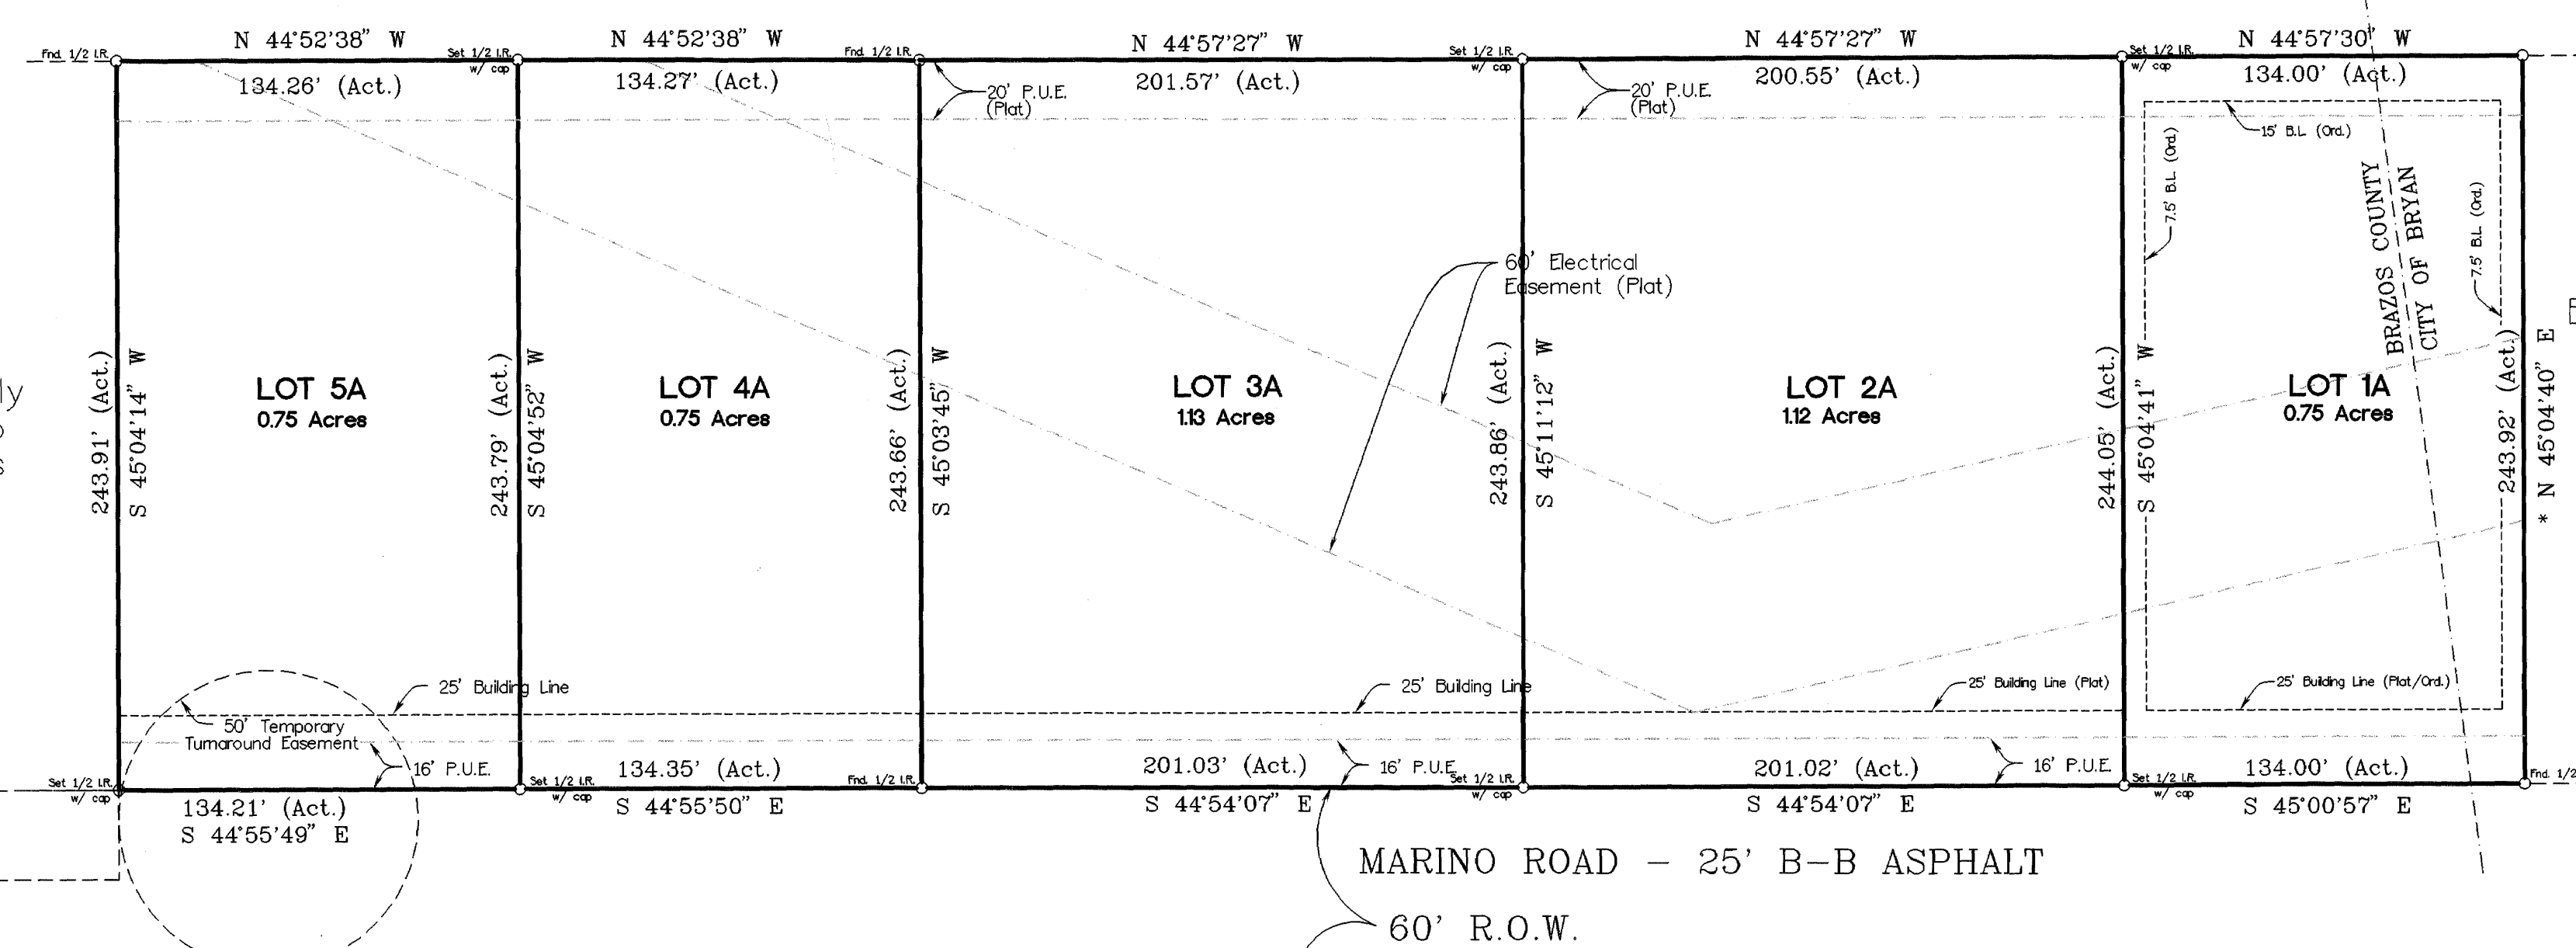 N 44°52'38" W
N 44°52'38" W
N 44°57'27" W
N 44°57'27" W
N 44°57'30" W
Fnd. 1/2 I.R.
Set 1/2 I.R.
w/ cap
Fnd. 1/2 I.R.
Set 1/2 I.R.
w/ cap
Set 1/2 I.R.
w/ cap
134.26' (Act.)
134.27' (Act.)
201.57' (Act.)
200.55' (Act.)
134.00' (Act.)
20' P.U.E.
(Plat)
20' P.U.E.
(Plat)
15' B.L. (Ord.)
7.5' B.L. (Ord.)
7.5' B.L. (Ord.)
BRAZOS COUNTY
CITY OF BRYAN
60' Electrical
Easement (Plat)
243.91' (Act.)
S 45°04'14" W
LOT 5A
0.75 Acres
243.79' (Act.)
S 45°04'52" W
LOT 4A
0.75 Acres
243.66' (Act.)
S 45°03'45" W
LOT 3A
1.13 Acres
243.86' (Act.)
S 45°11'12" W
LOT 2A
1.12 Acres
244.05' (Act.)
S 45°04'41" W
LOT 1A
0.75 Acres
243.92' (Act.)
* N 45°04'40" E
ly
25' Building Line
25' Building Line
25' Building Line (Plat)
25' Building Line (Plat/Ord.)
50' Temporary
Turnaround Easement
16' P.U.E.
16' P.U.E.
16' P.U.E.
Set 1/2 I.R.
w/ cap
Set 1/2 I.R.
w/ cap
Fnd. 1/2 I.R.
Set 1/2 I.R.
w/ cap
Set 1/2 I.R.
w/ cap
Fnd. 1/2
134.21' (Act.)
S 44°55'49" E
134.35' (Act.)
S 44°55'50" E
201.03' (Act.)
S 44°54'07" E
201.02' (Act.)
S 44°54'07" E
134.00' (Act.)
S 45°00'57" E
MARINO ROAD - 25' B-B ASPHALT
60' R.O.W.